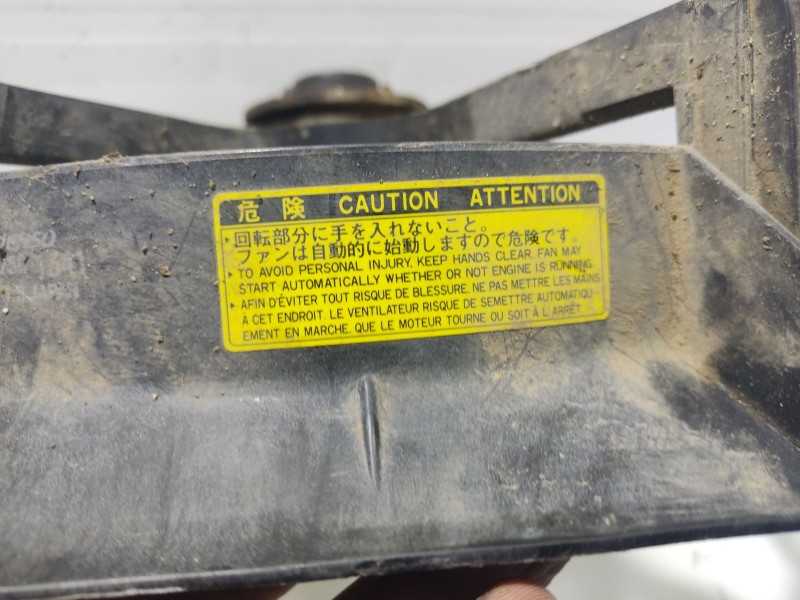 危険 CAUTION ATTENTION
▸回転部分に手を入れないこと。
ファンは自動的に始動しますので危険です。
▸TO AVOID PERSONAL INJURY, KEEP HANDS CLEAR. FAN MAY
START AUTOMATICALLY WHETHER OR NOT ENGINE IS RUNNING.
▸AFIN D'ÉVITER TOUT RISQUE DE BLESSURE, NE PAS METTRE LES MAINS
À CET ENDROIT. LE VENTILATEUR RISQUE DE SEMETTRE AUTOMATIQU-
EMENT EN MARCHE, QUE LE MOTEUR TOURNE OU SOIT À L'ARRÊT